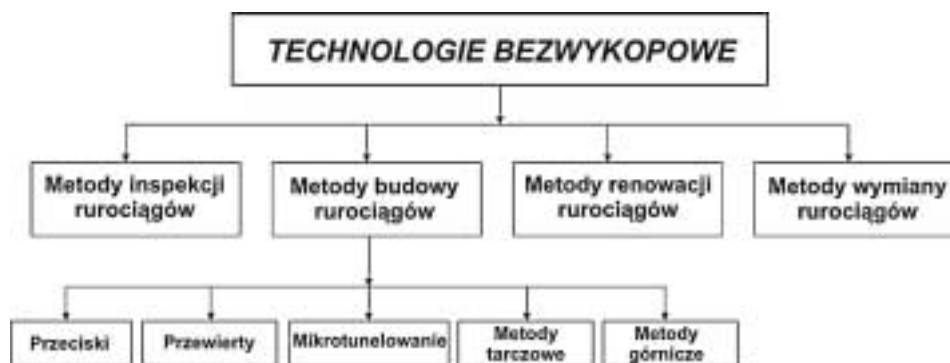 TECHNOLOGIE BEZWYKOPOWE
Metody inspekcji
rurociągów
Metody budowy
rurociągów
Metody renowacji
rurociągów
Metody wymiany
rurociągów
Przeciski
Przewierty
Mikrotunelowanie
Metody
tarczowe
Metody
górnicze